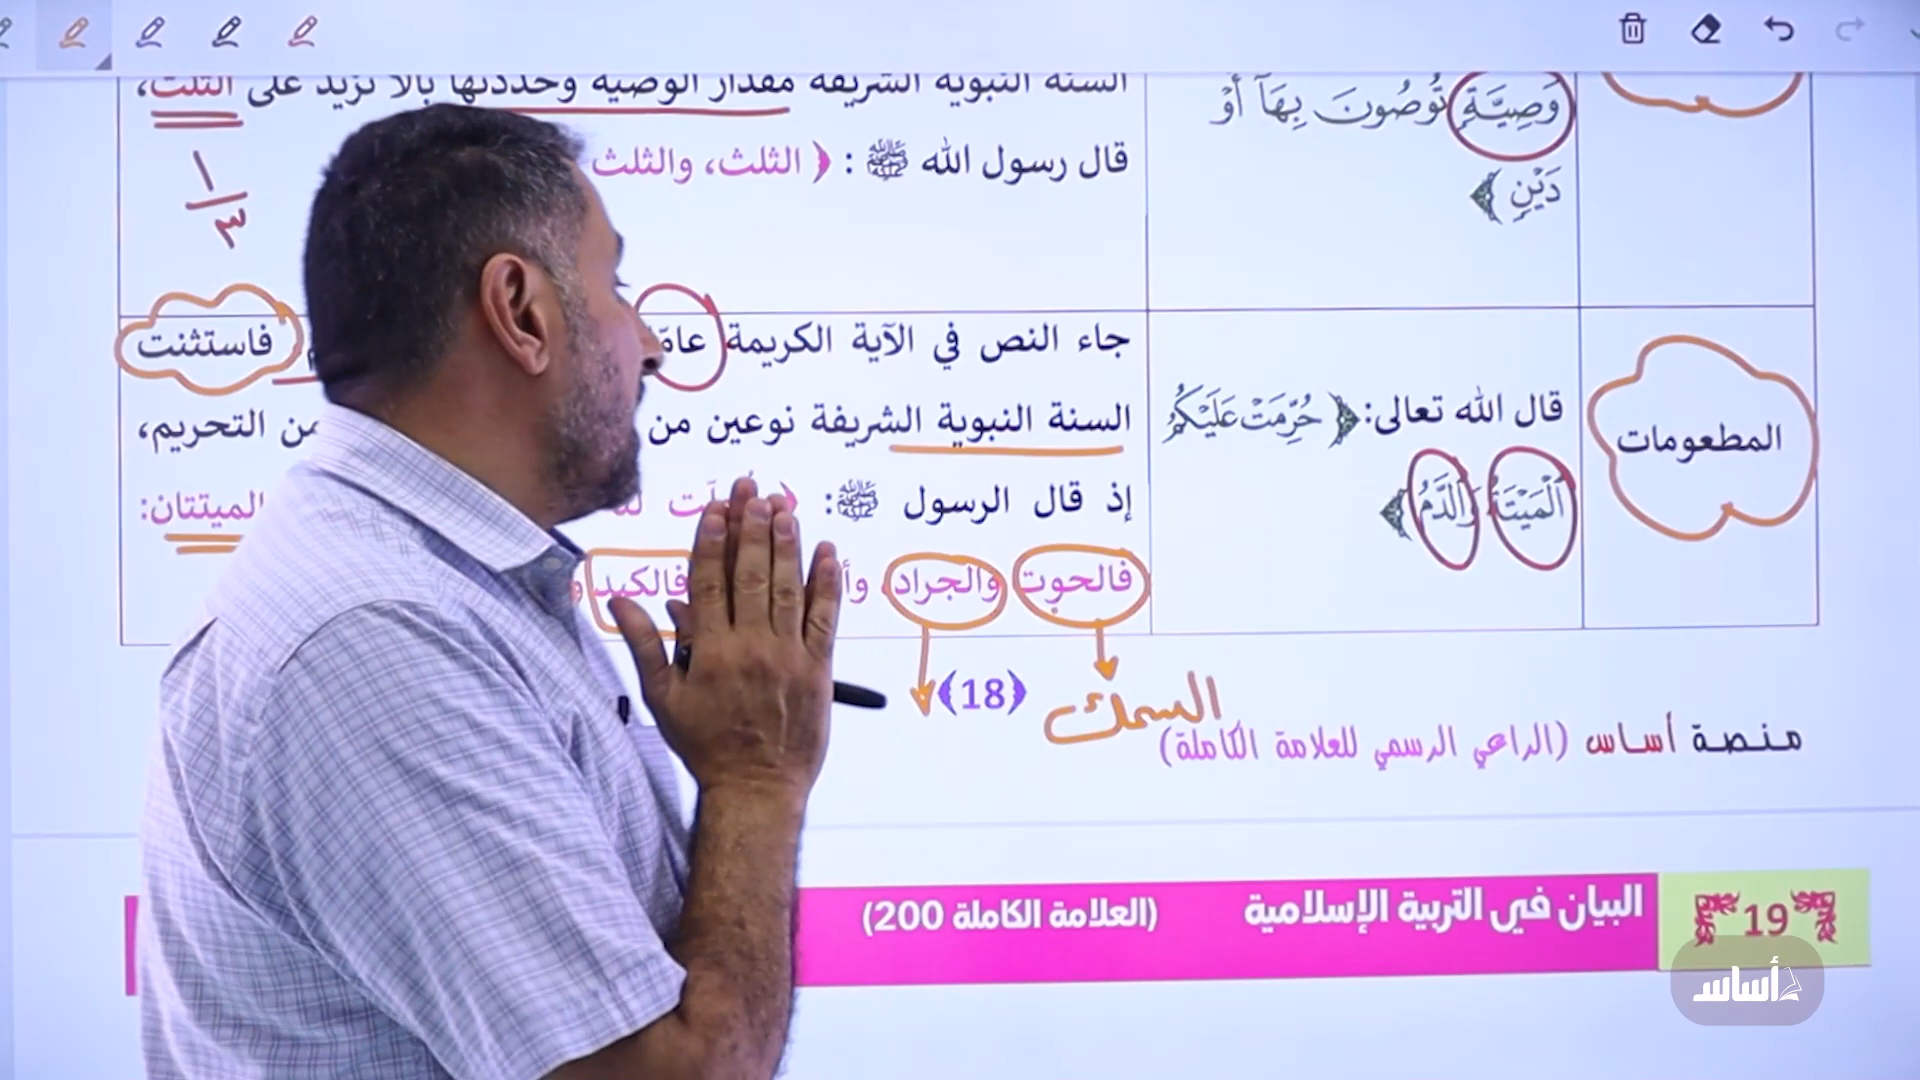 السنة النبوية الشريفة مقدار الوصية وحددتها بألا تزيد على الثلث،
قال رسول الله ﷺ : ﴿ الثلث، والثلث
١
٣
وَصِيَّةٍ تُوصُونَ بِهَآ أَوْ
دَيْنٍ ﴾
المطعومات
قال الله تعالى: ﴿ حُرِّمَتْ عَلَيْكُمُ
ٱلْمَيْتَةُ وَٱلدَّمُ ﴾
جاء النص في الآية الكريمة فاستثنت
السنة النبوية الشريفة نوعين من من التحريم،
إذ قال الرسول ﷺ: الميتتان:
فالحوت والجراد، فالكبد
السمك
﴿18﴾
منصة أساس (الراعي الرسمي للعلامة الكاملة)
19 البيان في التربية الإسلامية (العلامة الكاملة 200)
أساس